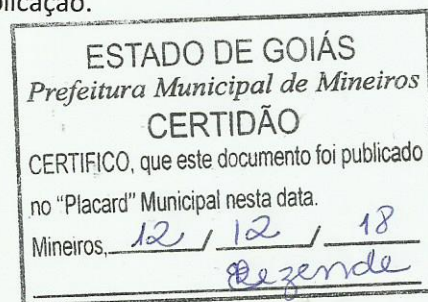 blicação.
ESTADO DE GOIÁS
Prefeitura Municipal de Mineiros
CERTIDÃO
CERTIFICO, que este documento foi publicado
no "Placard" Municipal nesta data.
Mineiros, 12 / 12 / 18
Rezende